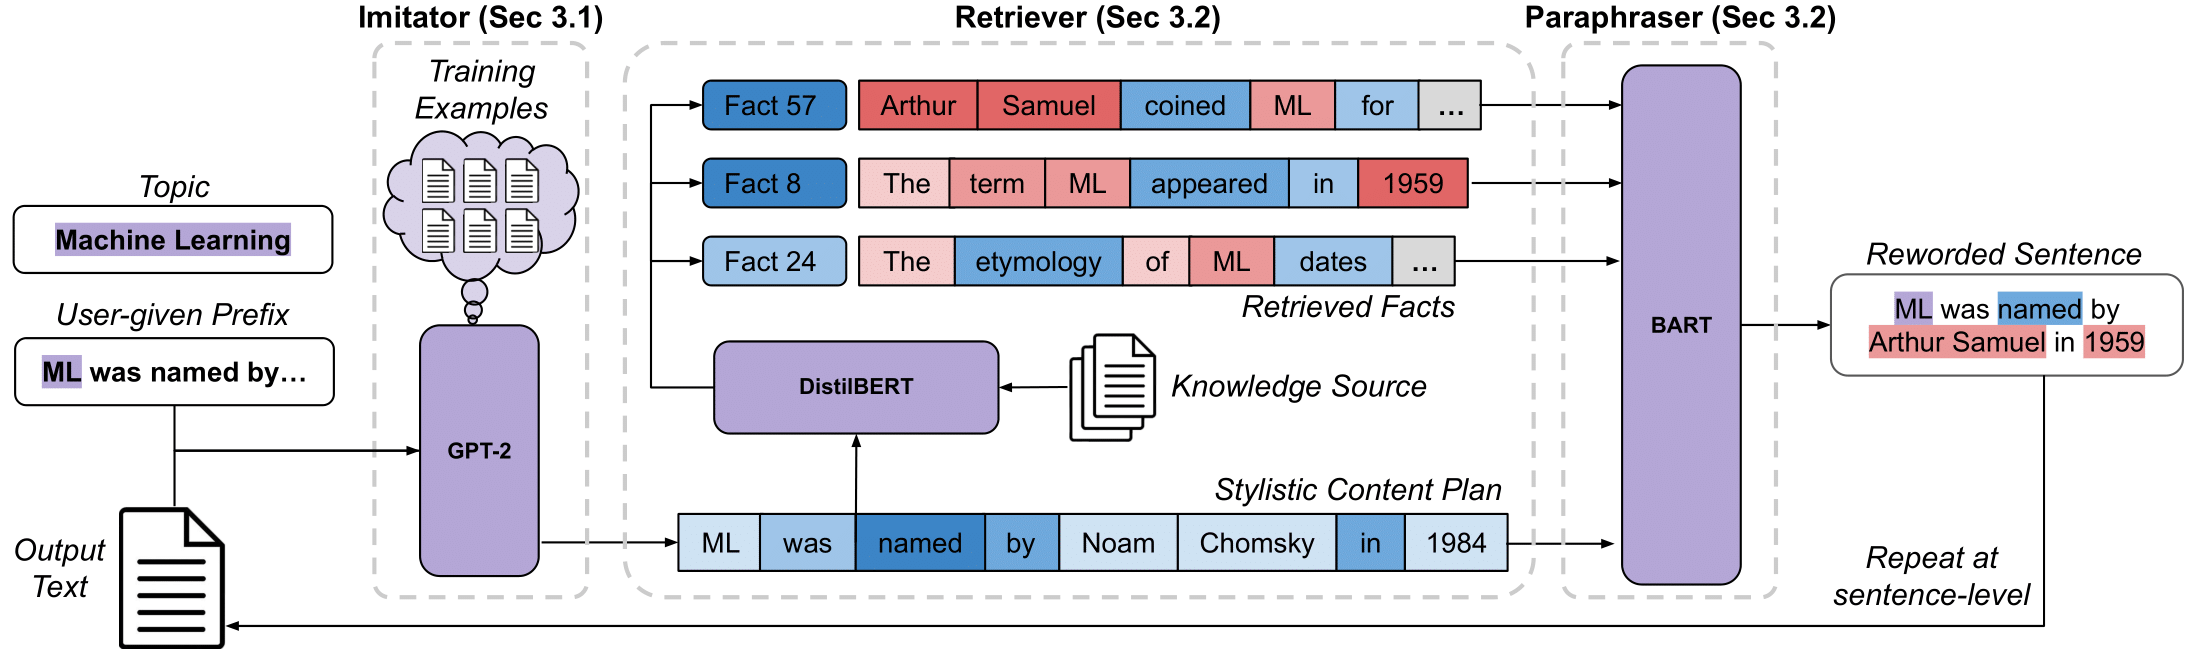 Imitator (Sec 3.1)
Retriever (Sec 3.2)
Paraphraser (Sec 3.2)
Training
Examples
Topic
Machine Learning
User-given Prefix
ML was named by...
Output
Text
GPT-2
Fact 57
Arthur Samuel coined ML for ...
Fact 8
The term ML appeared in 1959
Fact 24
The etymology of ML dates ...
Retrieved Facts
DistilBERT
Knowledge Source
Stylistic Content Plan
ML was named by Noam Chomsky in 1984
BART
Reworded Sentence
ML was named by
Arthur Samuel in 1959
Repeat at
sentence-level